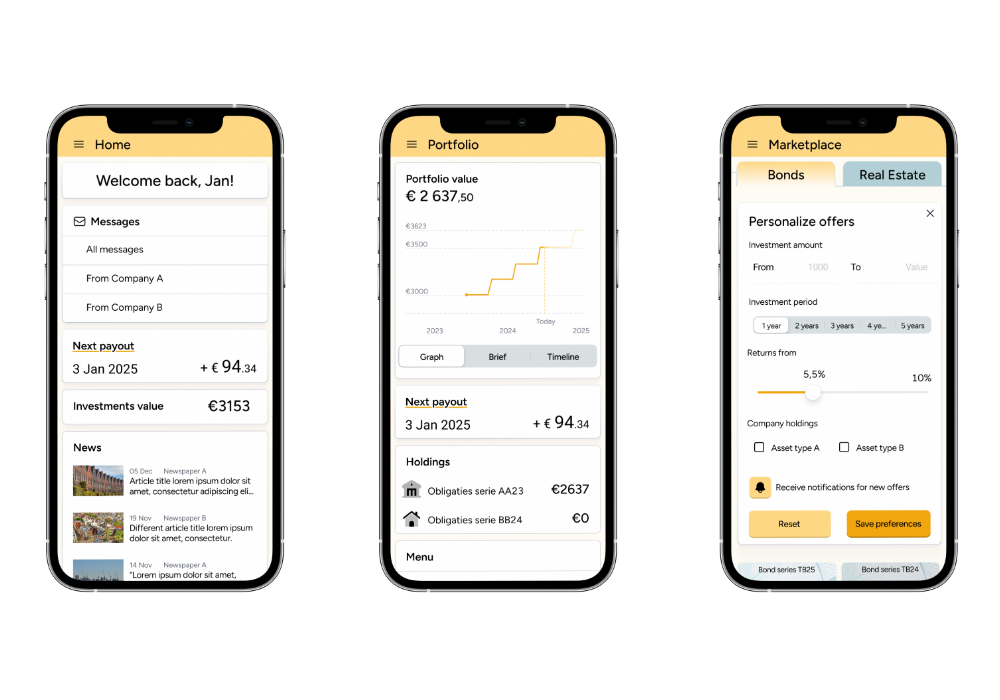 Home
Welcome back, Jan!
Messages
All messages
From Company A
From Company B
Next payout
3 Jan 2025
+ € 94.34
Investments value
€3153
News
05 Dec Newspaper A
Article title lorem ipsum dolor sit
amet, consectetur adipiscing eli...
19 Nov Newspaper B
Different article title lorem ipsum
dolor sit amet, consectetur.
14 Nov Newspaper A
"Lorem ipsum dolor sit amet,
Portfolio
Portfolio value
€ 2 637,50
€3623
€3500
€3000
Today
2023 2024 2025
Graph Brief Timeline
Next payout
3 Jan 2025
+ € 94.34
Holdings
Obligaties serie AA23 €2637
Obligaties serie BB24 €0
Menu
Marketplace
Bonds Real Estate
Personalize offers
Investment amount
From 1000 To Value
Investment period
1 year 2 years 3 years 4 ye... 5 years
Returns from
5,5%
10%
Company holdings
Asset type A Asset type B
Receive notifications for new offers
Reset Save preferences
Bond series TB25 Bond series TB24